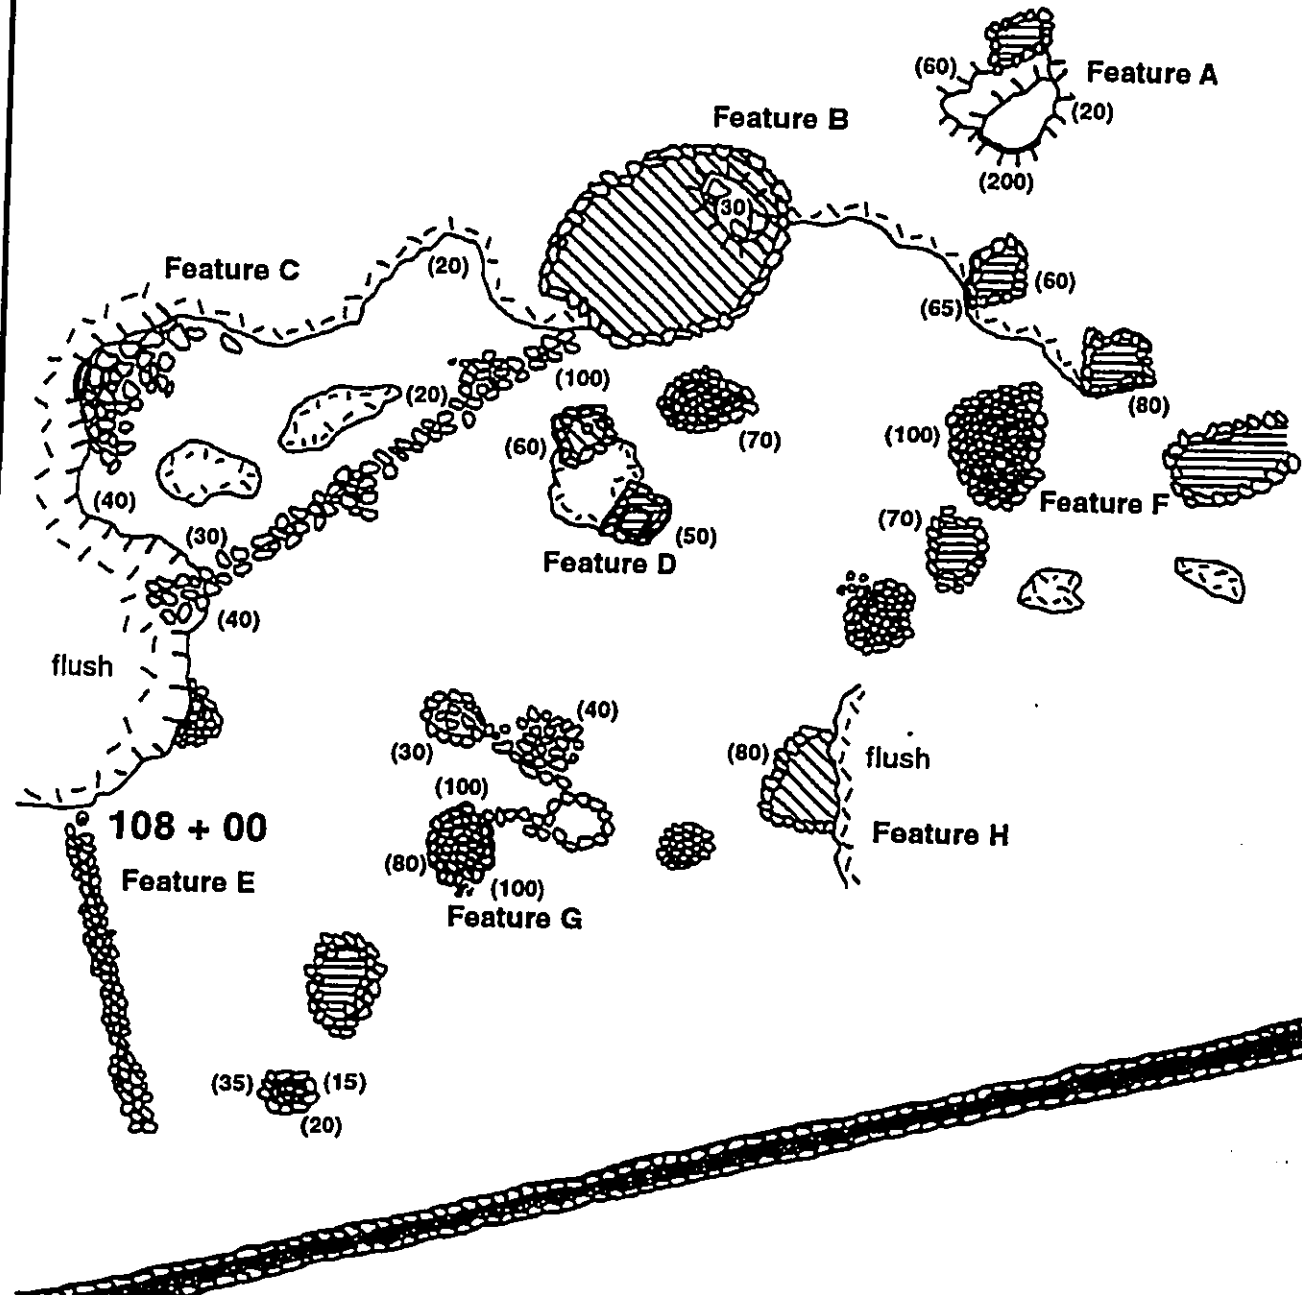 (60)
Feature A
(20)
(200)
Feature B
30
Feature C
(20)
(60)
(65)
(20)
(100)
(80)
(60)
(70)
(100)
(50)
Feature D
(70)
Feature F
(40)
(30)
(40)
flush
(40)
(30)
(80)
flush
(100)
108 + 00
Feature H
(80)
Feature E
(100)
Feature G
(35)
(15)
(20)